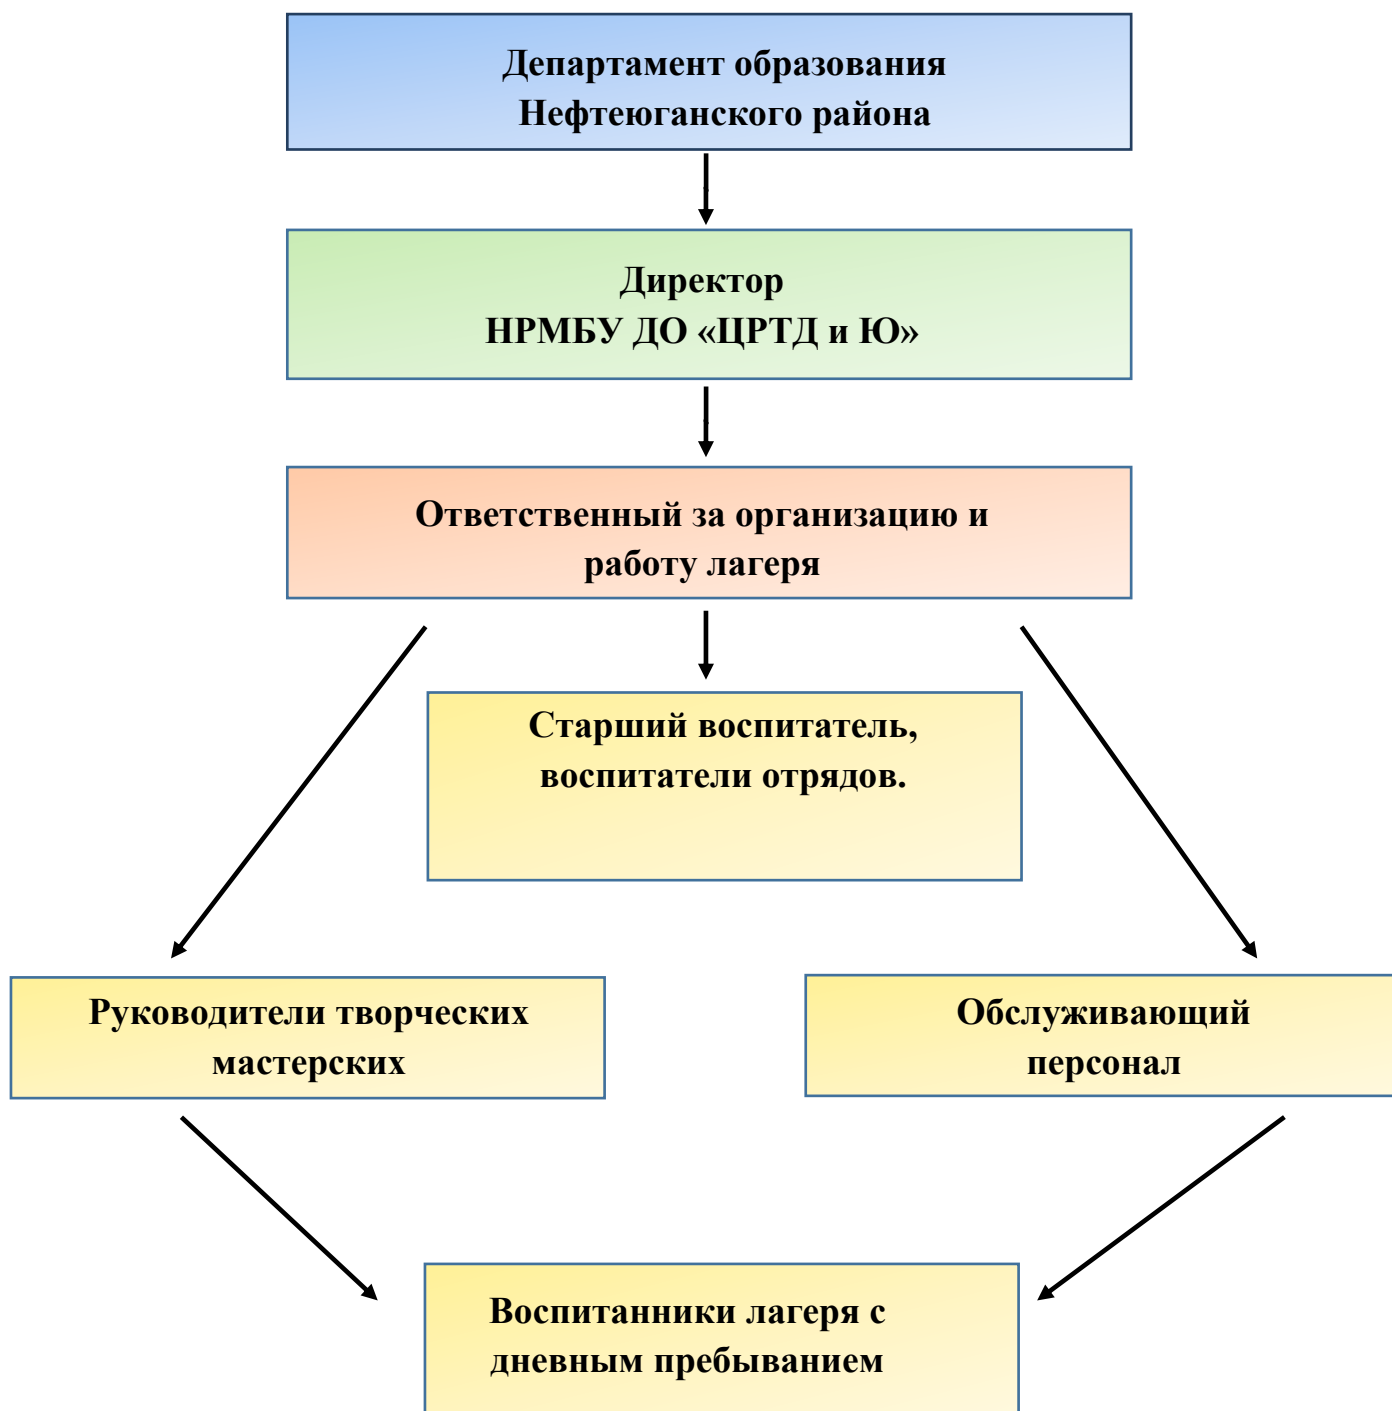 Департамент образования
Нефтеюганского района
Директор
НРМБУ ДО «ЦРТД и Ю»
Ответственный за организацию и
работу лагеря
Старший воспитатель,
воспитатели отрядов.
Руководители творческих
мастерских
Обслуживающий
персонал
Воспитанники лагеря с
дневным пребыванием